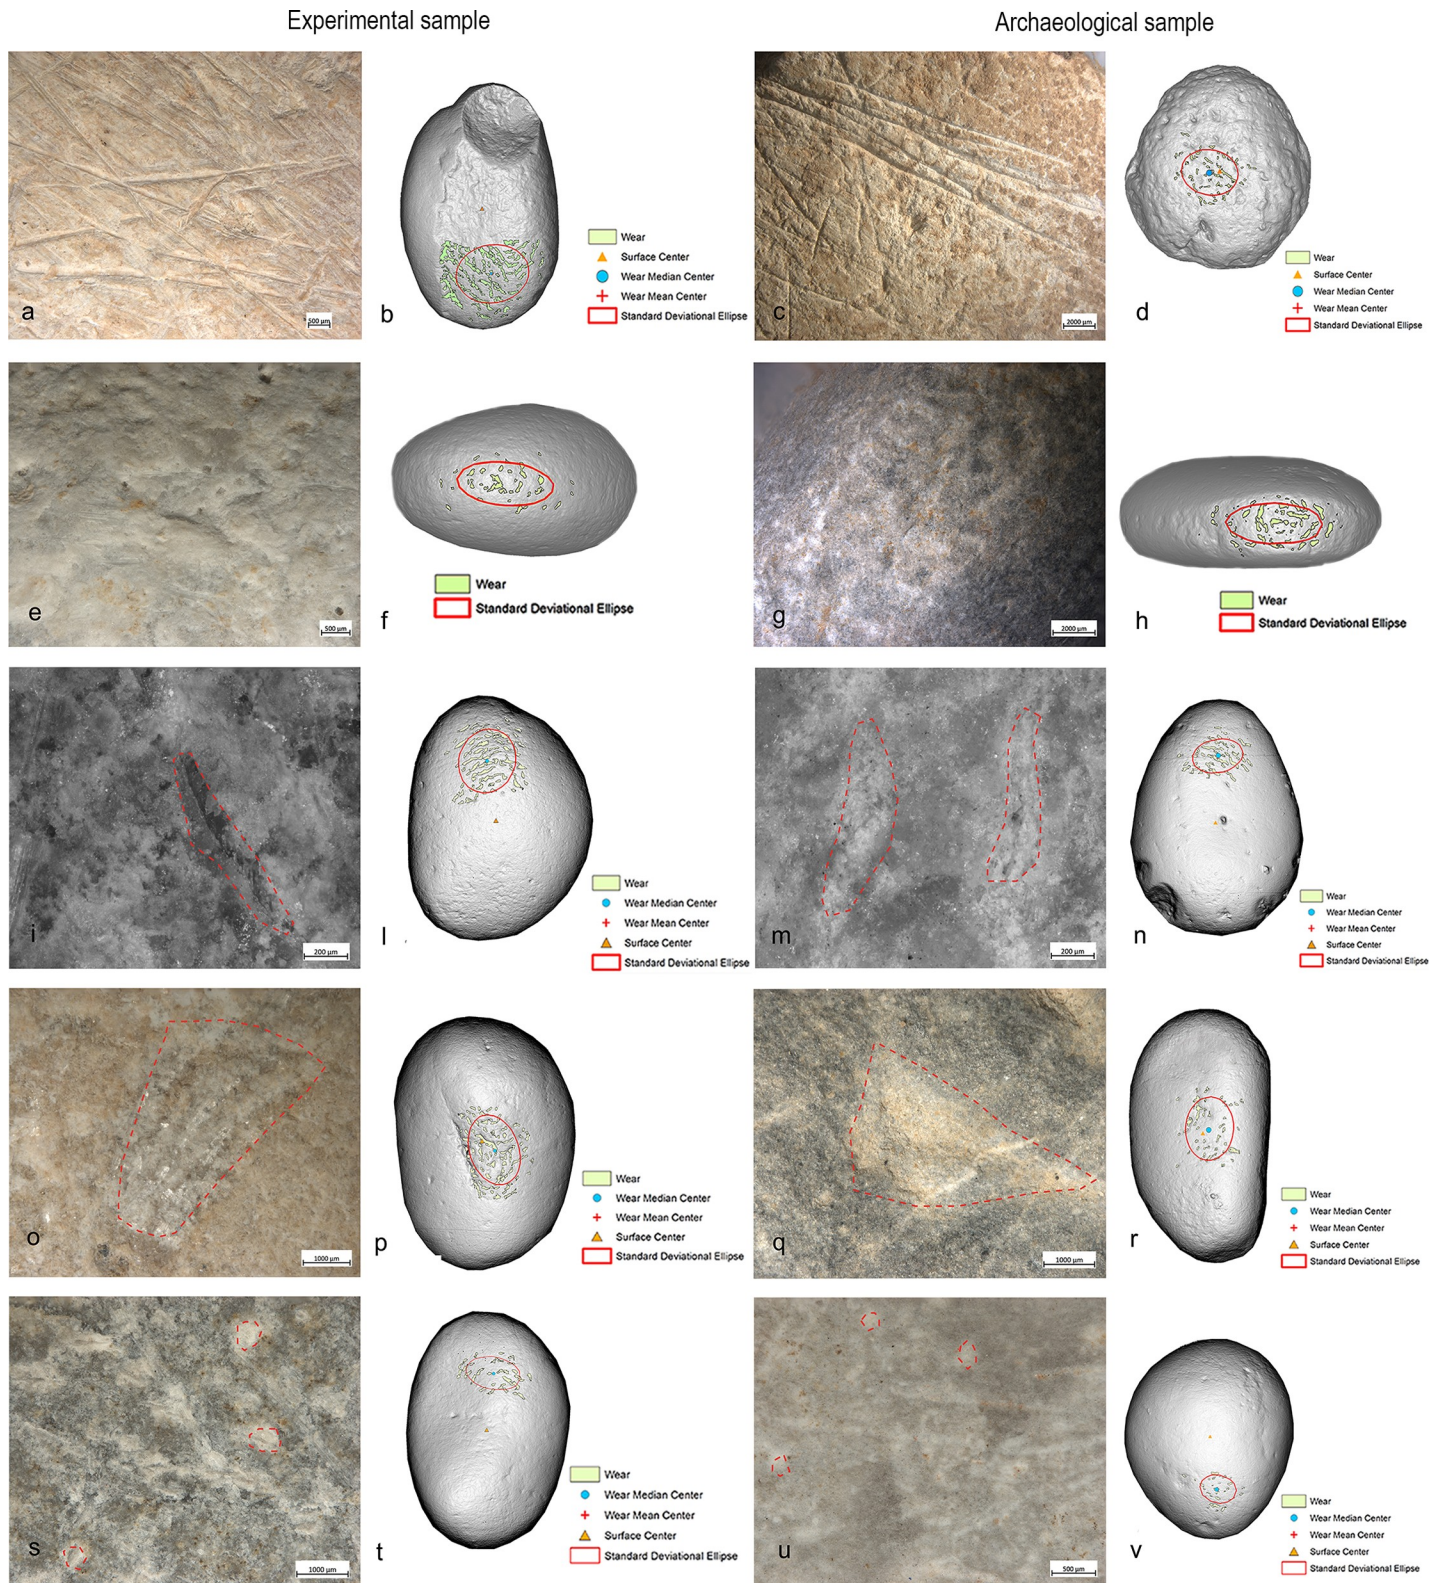 Experimental sample
Archaeological sample
a
500 µm
b
Wear
Surface Center
Wear Median Center
Wear Mean Center
Standard Deviational Ellipse
c
2000 µm
d
Wear
Surface Center
Wear Median Center
Wear Mean Center
Standard Deviational Ellipse
e
500 µm
f
Wear
Standard Deviational Ellipse
g
2000 µm
h
Wear
Standard Deviational Ellipse
i
200 µm
l
Wear
Wear Median Center
Wear Mean Center
Surface Center
Standard Deviational Ellipse
m
200 µm
n
Wear
Wear Median Center
Wear Mean Center
Surface Center
Standard Deviational Ellipse
o
1000 µm
p
Wear
Wear Median Center
Wear Mean Center
Surface Center
Standard Deviational Ellipse
q
1000 µm
r
Wear
Wear Median Center
Wear Mean Center
Surface Center
Standard Deviational Ellipse
s
1000 µm
t
Wear
Wear Median Center
Wear Mean Center
Surface Center
Standard Deviational Ellipse
u
500 µm
v
Wear
Wear Median Center
Wear Mean Center
Surface Center
Standard Deviational Ellipse